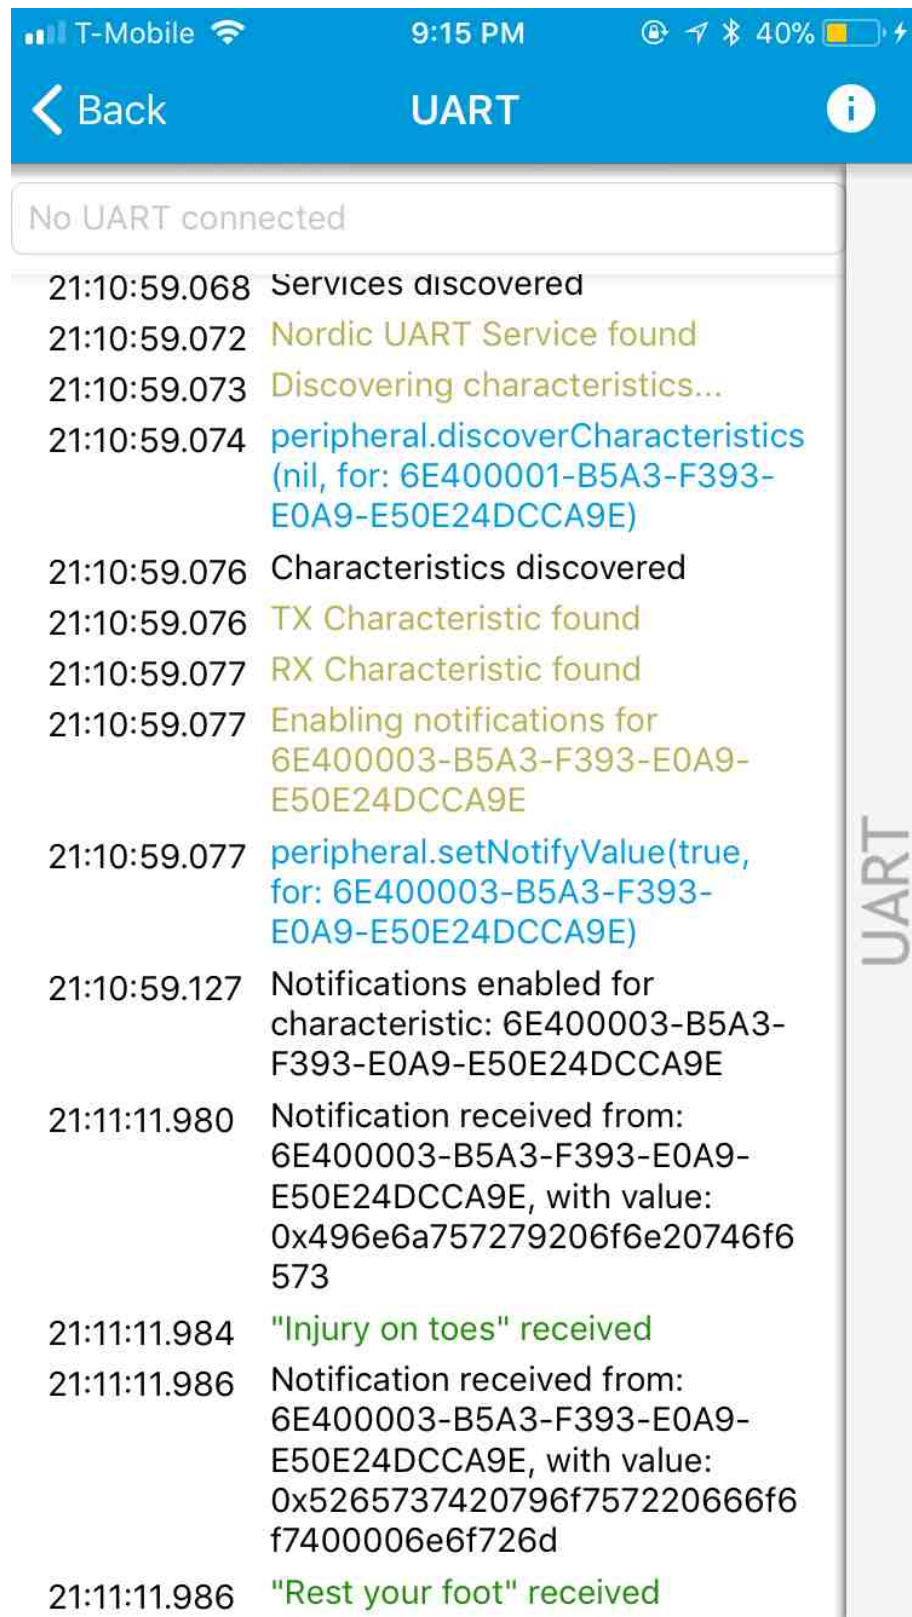 T-Mobile 9:15 PM 40%
Back UART i
No UART connected
21:10:59.068 Services discovered
21:10:59.072 Nordic UART Service found
21:10:59.073 Discovering characteristics...
21:10:59.074 peripheral.discoverCharacteristics
(nil, for: 6E400001-B5A3-F393-
E0A9-E50E24DCCA9E)
21:10:59.076 Characteristics discovered
21:10:59.076 TX Characteristic found
21:10:59.077 RX Characteristic found
21:10:59.077 Enabling notifications for
6E400003-B5A3-F393-E0A9-
E50E24DCCA9E
21:10:59.077 peripheral.setNotifyValue(true,
for: 6E400003-B5A3-F393-
E0A9-E50E24DCCA9E)
21:10:59.127 Notifications enabled for
characteristic: 6E400003-B5A3-
F393-E0A9-E50E24DCCA9E
21:11:11.980 Notification received from:
6E400003-B5A3-F393-E0A9-
E50E24DCCA9E, with value:
0x496e6a757279206f6e20746f6
573
21:11:11.984 "Injury on toes" received
21:11:11.986 Notification received from:
6E400003-B5A3-F393-E0A9-
E50E24DCCA9E, with value:
0x5265737420796f757220666f6
f7400006e6f726d
21:11:11.986 "Rest your foot" received
UART